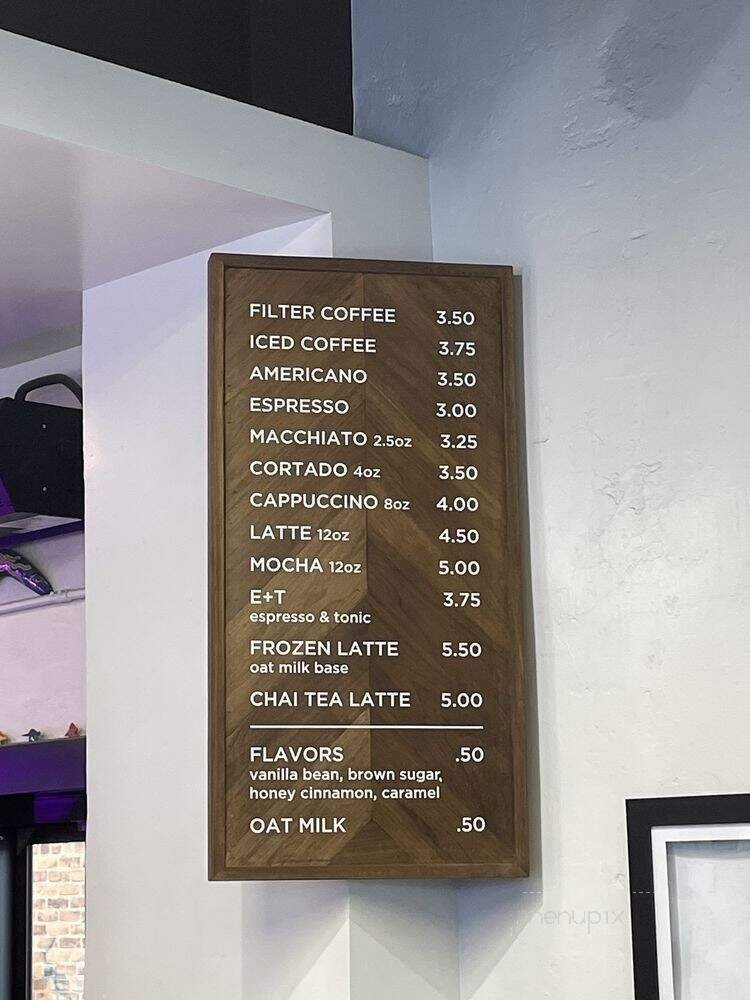 FILTER COFFEE 3.50
ICED COFFEE 3.75
AMERICANO 3.50
ESPRESSO 3.00
MACCHIATO 2.5oz 3.25
CORTADO 4oz 3.50
CAPPUCCINO 8oz 4.00
LATTE 12oz 4.50
MOCHA 12oz 5.00
E+T 3.75
espresso & tonic
FROZEN LATTE 5.50
oat milk base
CHAI TEA LATTE 5.00
FLAVORS .50
vanilla bean, brown sugar,
honey cinnamon, caramel
OAT MILK .50